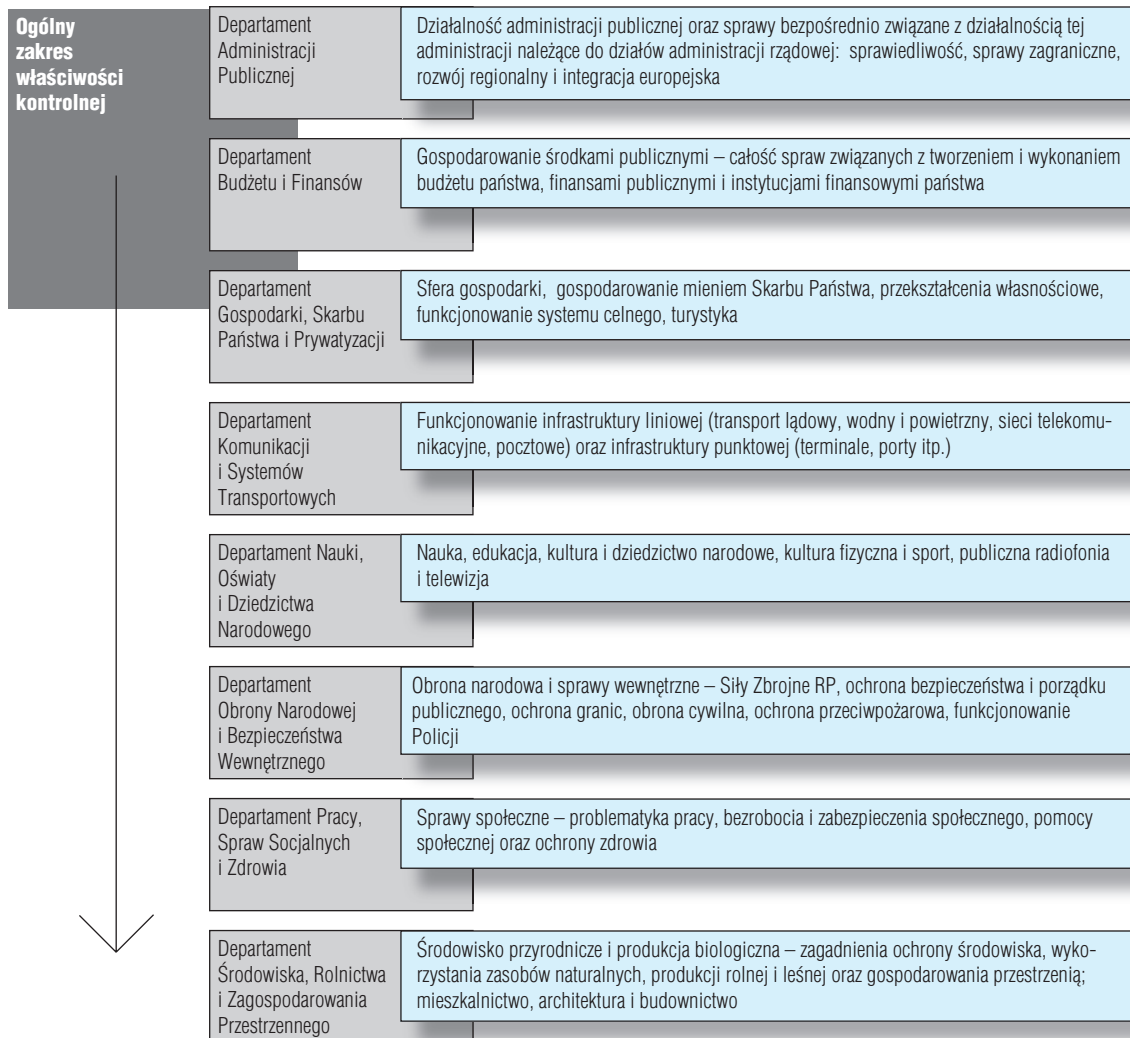 Ogólny
zakres
właściwości
kontrolnej
Departament
Administracji
Publicznej
Działalność administracji publicznej oraz sprawy bezpośrednio związane z działalnością tej
administracji należące do działów administracji rządowej: sprawiedliwość, sprawy zagraniczne,
rozwój regionalny i integracja europejska
Departament
Budżetu i Finansów
Gospodarowanie środkami publicznymi – całość spraw związanych z tworzeniem i wykonaniem
budżetu państwa, finansami publicznymi i instytucjami finansowymi państwa
Departament
Gospodarki, Skarbu
Państwa i Prywatyzacji
Sfera gospodarki, gospodarowanie mieniem Skarbu Państwa, przekształcenia własnościowe,
funkcjonowanie systemu celnego, turystyka
Departament
Komunikacji
i Systemów
Transportowych
Funkcjonowanie infrastruktury liniowej (transport lądowy, wodny i powietrzny, sieci telekomu-
nikacyjne, pocztowe) oraz infrastruktury punktowej (terminale, porty itp.)
Departament Nauki,
Oświaty
i Dziedzictwa
Narodowego
Nauka, edukacja, kultura i dziedzictwo narodowe, kultura fizyczna i sport, publiczna radiofonia
i telewizja
Departament
Obrony Narodowej
i Bezpieczeństwa
Wewnętrznego
Obrona narodowa i sprawy wewnętrzne – Siły Zbrojne RP, ochrona bezpieczeństwa i porządku
publicznego, ochrona granic, obrona cywilna, ochrona przeciwpożarowa, funkcjonowanie
Policji
Departament Pracy,
Spraw Socjalnych
i Zdrowia
Sprawy społeczne – problematyka pracy, bezrobocia i zabezpieczenia społecznego, pomocy
społecznej oraz ochrony zdrowia
Departament
Środowiska, Rolnictwa
i Zagospodarowania
Przestrzennego
Środowisko przyrodnicze i produkcja biologiczna – zagadnienia ochrony środowiska, wyko-
rzystania zasobów naturalnych, produkcji rolnej i leśnej oraz gospodarowania przestrzenią;
mieszkalnictwo, architektura i budownictwo